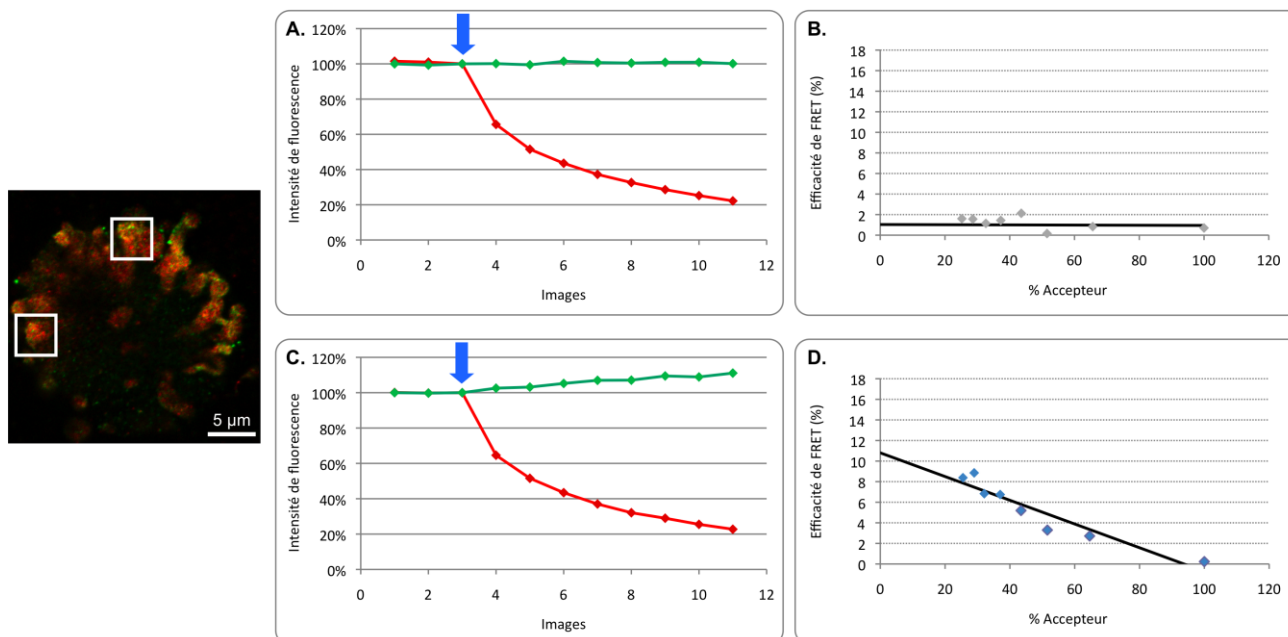 5 µm
A.
Intensité de fluorescence
120%
100%
80%
60%
40%
20%
0%
0 2 4 6 8 10 12
Images
B.
Efficacité de FRET (%)
18
16
14
12
10
8
6
4
2
0
0 20 40 60 80 100 120
% Accepteur
C.
Intensité de fluorescence
120%
100%
80%
60%
40%
20%
0%
0 2 4 6 8 10 12
Images
D.
Efficacité de FRET (%)
18
16
14
12
10
8
6
4
2
0
0 20 40 60 80 100 120
% Accepteur